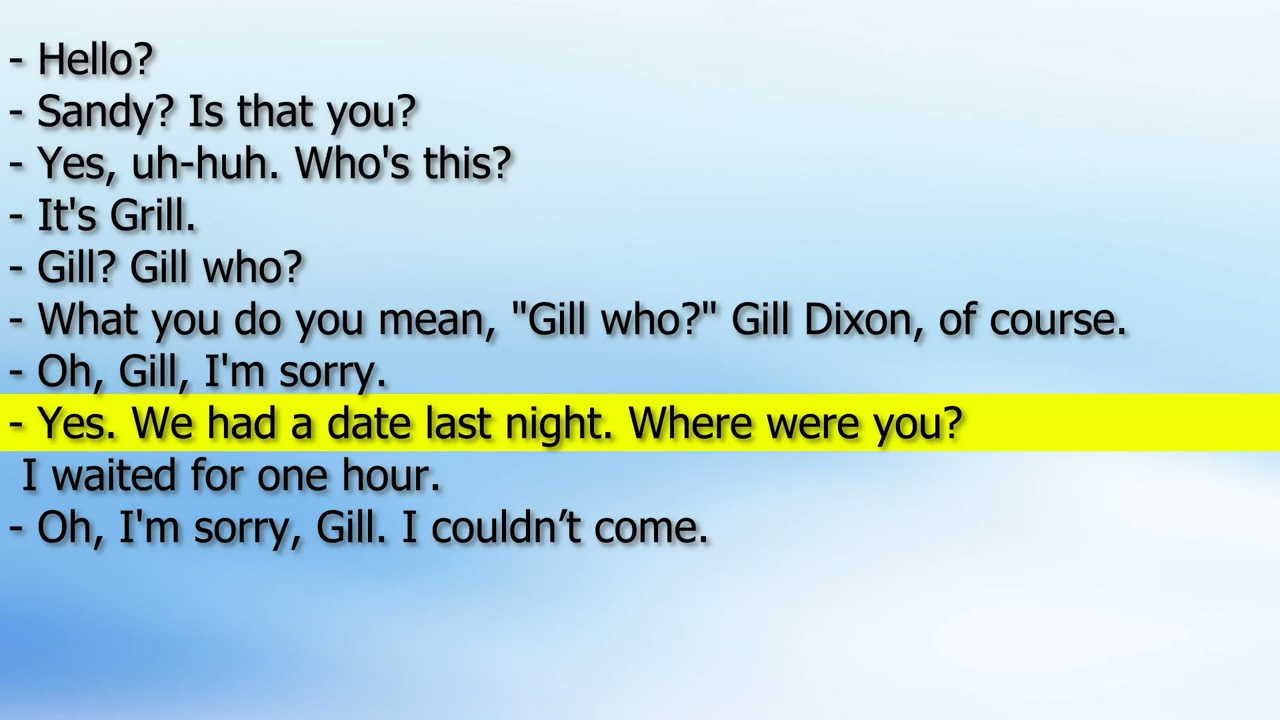 - Hello?
- Sandy? Is that you?
- Yes, uh-huh. Who's this?
- It's Grill.
- Gill? Gill who?
- What you do you mean, "Gill who?" Gill Dixon, of course.
- Oh, Gill, I'm sorry.
- Yes. We had a date last night. Where were you?
I waited for one hour.
- Oh, I'm sorry, Gill. I couldn’t come.